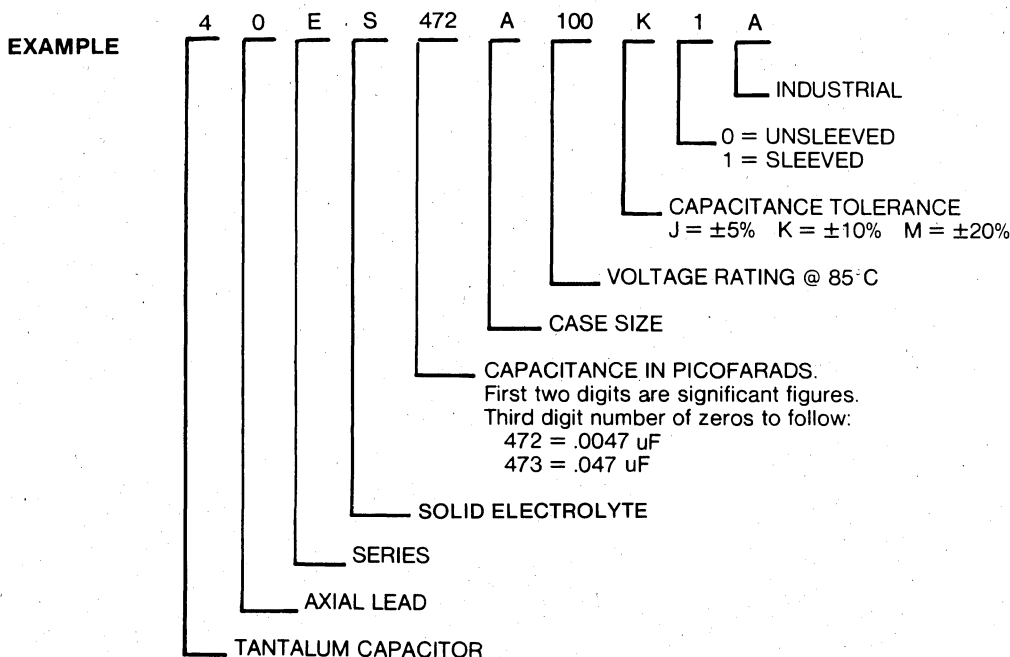 4 0 E S 472 A 100 K 1 A
EXAMPLE
INDUSTRIAL
0 = UNSLEEVED
1 = SLEEVED
CAPACITANCE TOLERANCE
J = ±5% K = ±10% M = ±20%
VOLTAGE RATING @ 85°C
CASE SIZE
CAPACITANCE IN PICOFARADS.
First two digits are significant figures.
Third digit number of zeros to follow:
472 = .0047 uF
473 = .047 uF
SOLID ELECTROLYTE
SERIES
AXIAL LEAD
TANTALUM CAPACITOR